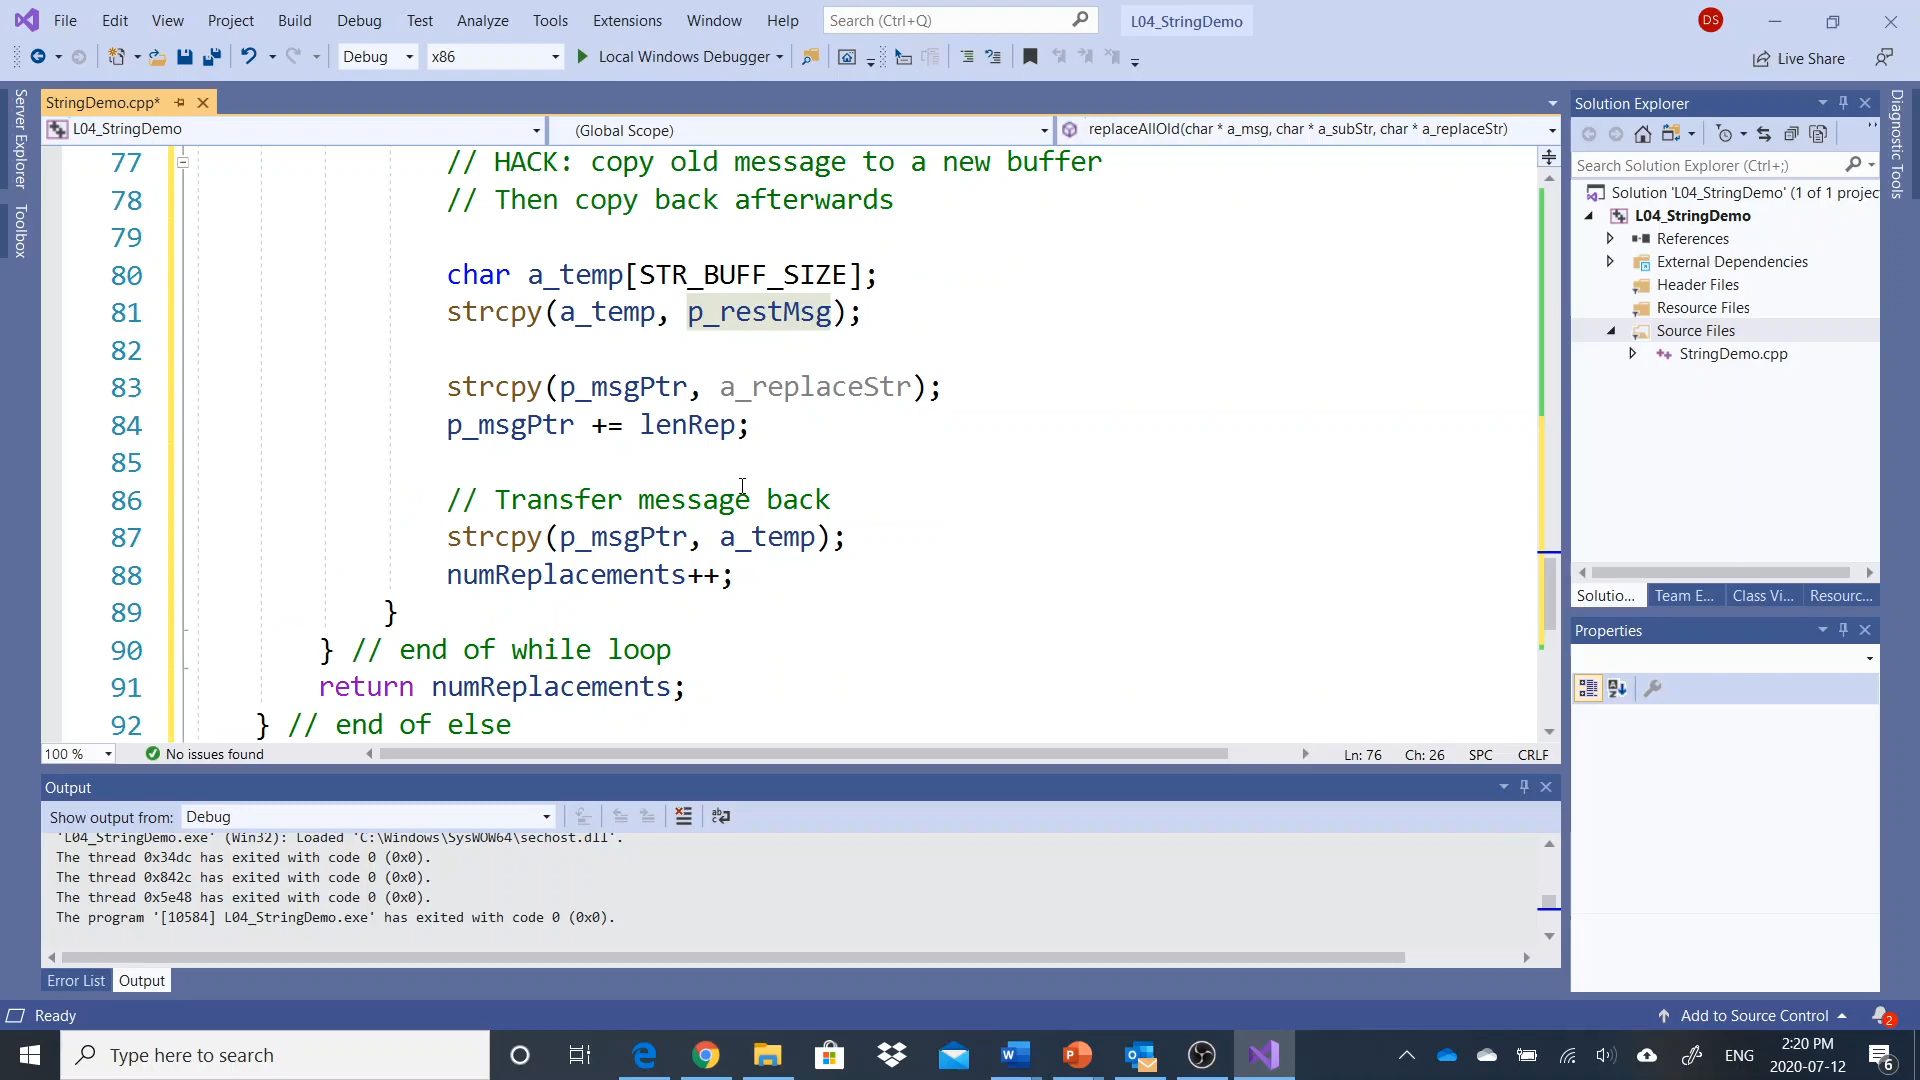 File Edit View Project Build Debug Test Analyze Tools Extensions Window Help Search (Ctrl+Q) L04_StringDemo DS
Debug x86 Local Windows Debugger Live Share
Server Explorer
Toolbox
StringDemo.cpp*
L04_StringDemo (Global Scope) replaceAllOld(char * a_msg, char * a_subStr, char * a_replaceStr)
77 // HACK: copy old message to a new buffer
78 // Then copy back afterwards
79
80 char a_temp[STR_BUFF_SIZE];
81 strcpy(a_temp, p_restMsg);
82
83 strcpy(p_msgPtr, a_replaceStr);
84 p_msgPtr += lenRep;
85
86 // Transfer message back
87 strcpy(p_msgPtr, a_temp);
88 numReplacements++;
89 }
90 } // end of while loop
91 return numReplacements;
92 } // end of else
100 % No issues found Ln: 76 Ch: 26 SPC CRLF
Output
Show output from: Debug
'L04_StringDemo.exe' (Win32): Loaded 'C:\Windows\SysWOW64\sechost.dll'.
The thread 0x34dc has exited with code 0 (0x0).
The thread 0x842c has exited with code 0 (0x0).
The thread 0x5e48 has exited with code 0 (0x0).
The program '[10584] L04_StringDemo.exe' has exited with code 0 (0x0).
Error List Output
Solution Explorer
Search Solution Explorer (Ctrl+;)
Solution 'L04_StringDemo' (1 of 1 projec
L04_StringDemo
References
External Dependencies
Header Files
Resource Files
Source Files
StringDemo.cpp
Solutio... Team E... Class Vi... Resourc...
Properties
Diagnostic Tools
Ready Add to Source Control 2
Type here to search ENG 2:20 PM
2020-07-12 6